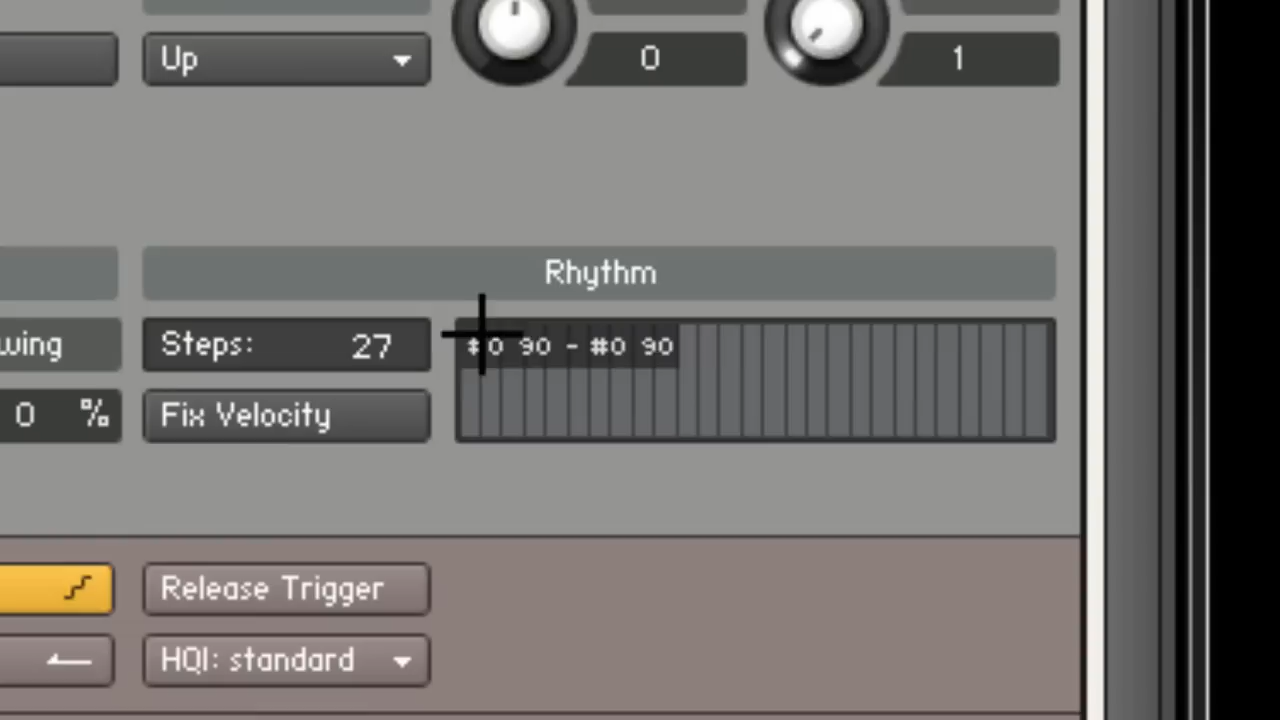 Up
0
1
Rhythm
wing
Steps: 27
#0 90 - #0 90
0 %
Fix Velocity
Release Trigger
HQI: standard